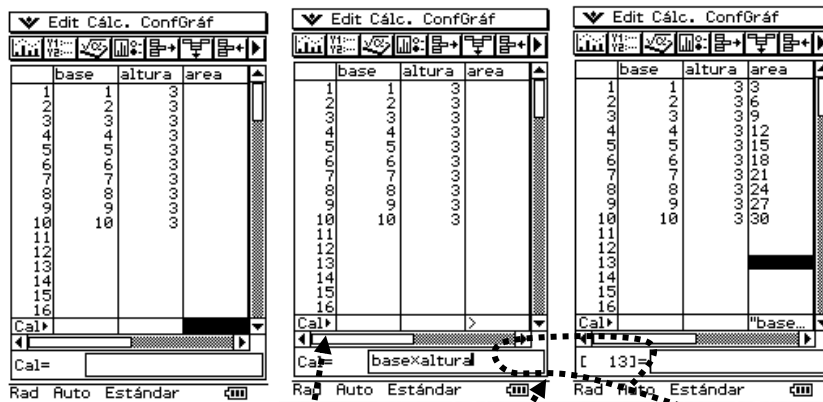 Edit Cálc. ConfGráf
base altura area
1 1 3
2 2 3
3 3 3
4 4 3
5 5 3
6 6 3
7 7 3
8 8 3
9 9 3
10 10 3
11
12
13
14
15
16
Cal▸
Cal=
Rad Auto Estándar
Edit Cálc. ConfGráf
base altura area
1 1 3
2 2 3
3 3 3
4 4 3
5 5 3
6 6 3
7 7 3
8 8 3
9 9 3
10 10 3
11
12
13
14
15
16
Cal▸ >
Cal= base×altura
Rad Auto Estándar
Edit Cálc. ConfGráf
base altura area
1 1 3 3
2 2 3 6
3 3 3 9
4 4 3 12
5 5 3 15
6 6 3 18
7 7 3 21
8 8 3 24
9 9 3 27
10 10 3 30
11
12
13
14
15
16
Cal▸ "base...
[ 13]=
Rad Auto Estándar